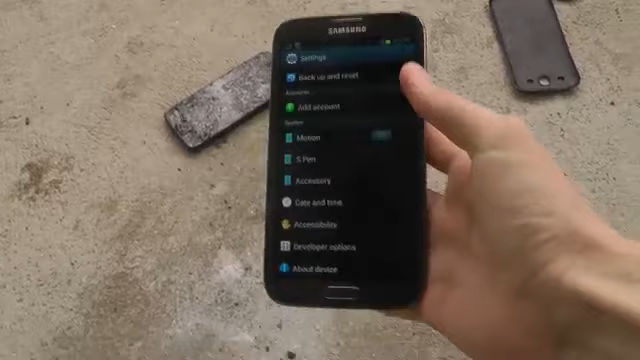 SAMSUNG
Settings
Back up and reset
Accounts
Add account
System
Motion
S Pen
Accessory
Date and time
Accessibility
Developer options
About device